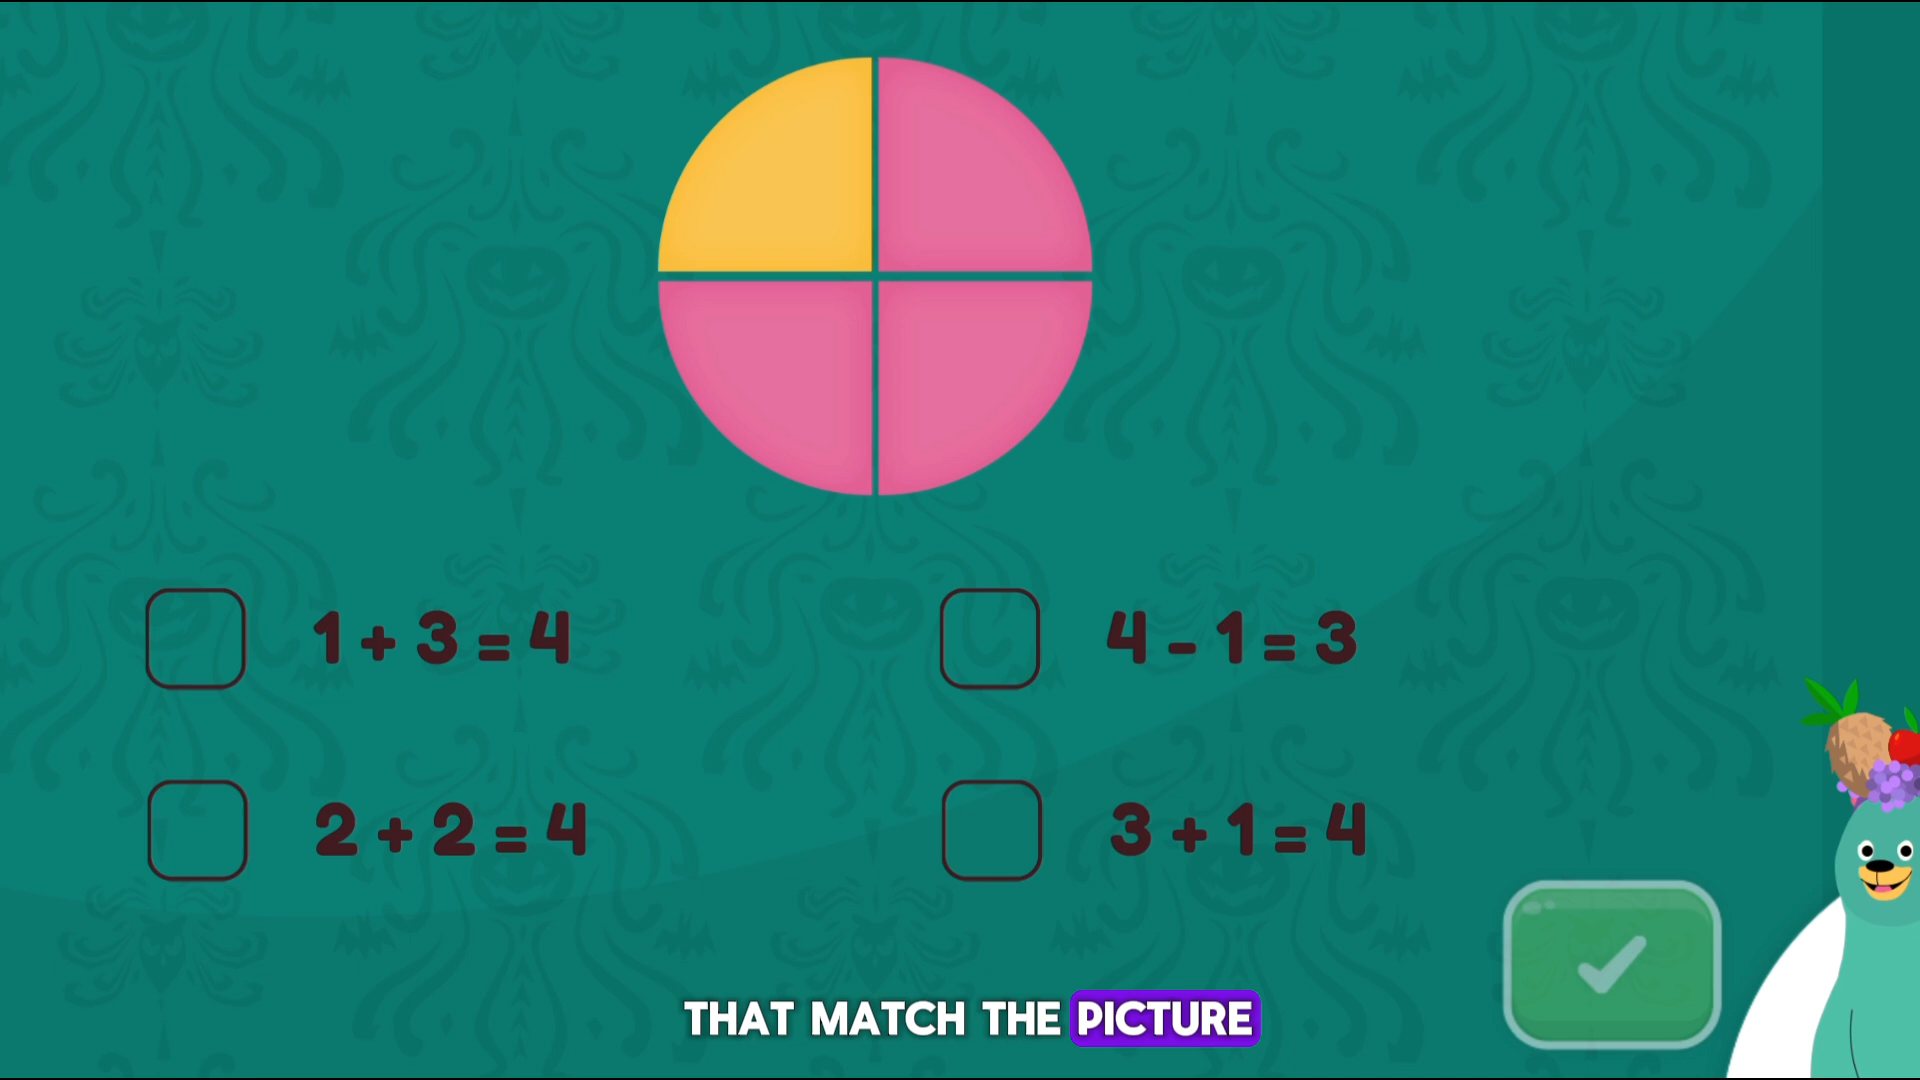 1 + 3 = 4
4 - 1 = 3
2 + 2 = 4
3 + 1 = 4
THAT MATCH THE PICTURE